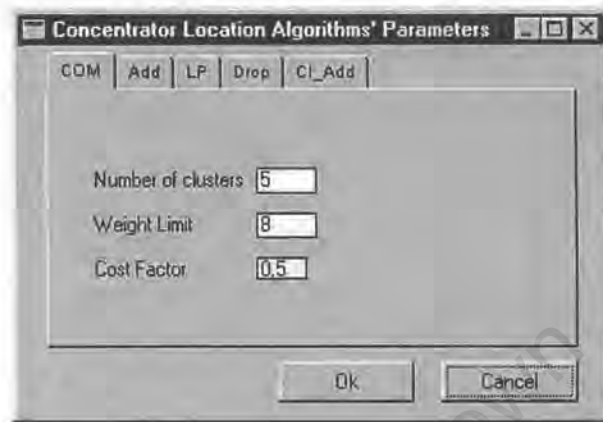 Concentrator Location Algorithms' Parameters
COM Add LP Drop Cl_Add
Number of clusters 5
Weight Limit 8
Cost Factor 0,5
Ok Cancel